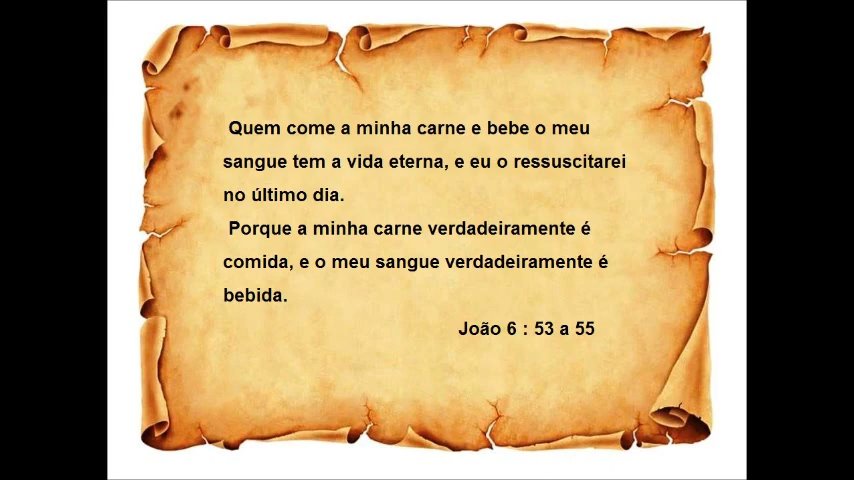 Quem come a minha carne e bebe o meu
sangue tem a vida eterna, e eu o ressuscitarei
no último dia.
Porque a minha carne verdadeiramente é
comida, e o meu sangue verdadeiramente é
bebida.
João 6 : 53 a 55